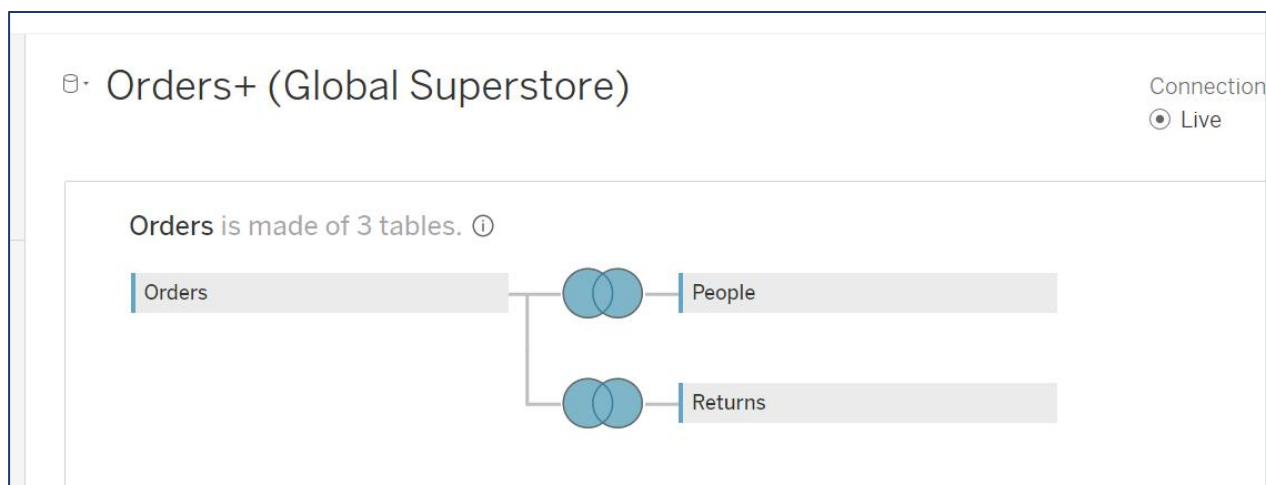 Orders+ (Global Superstore)
Connection
Live
Orders is made of 3 tables.
Orders
People
Returns